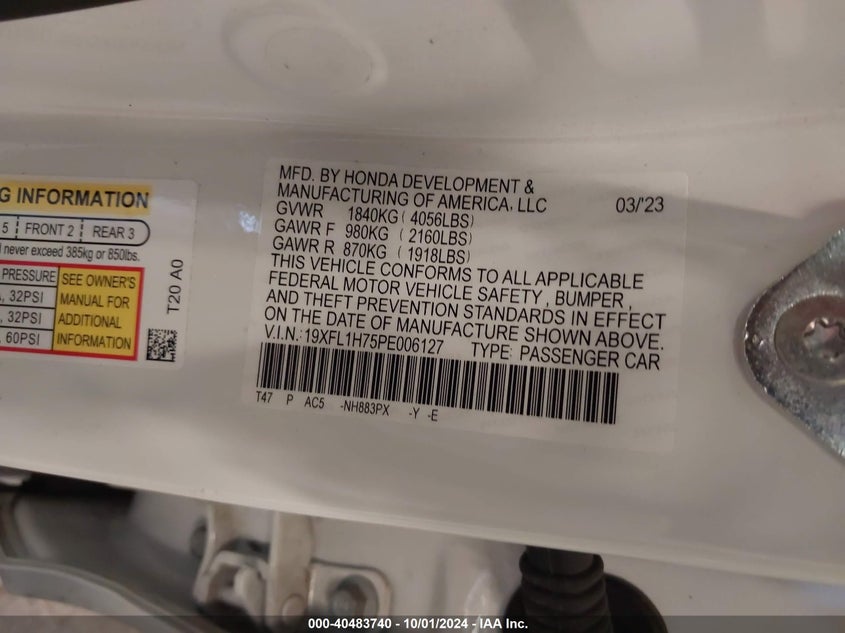 G INFORMATION
5 FRONT 2 REAR 3
never exceed 385kg or 850lbs.
PRESSURE
, 32PSI
, 32PSI
, 60PSI
SEE OWNER'S
MANUAL FOR
ADDITIONAL
INFORMATION
T20 A0
MFD. BY HONDA DEVELOPMENT &
MANUFACTURING OF AMERICA, LLC 03/'23
GVWR 1840KG ( 4056LBS)
GAWR F 980KG ( 2160LBS)
GAWR R 870KG ( 1918LBS)
THIS VEHICLE CONFORMS TO ALL APPLICABLE
FEDERAL MOTOR VEHICLE SAFETY , BUMPER ,
AND THEFT PREVENTION STANDARDS IN EFFECT
ON THE DATE OF MANUFACTURE SHOWN ABOVE.
V.I.N.:19XFL1H75PE006127 TYPE: PASSENGER CAR
T47 P AC5 -NH883PX -Y -E
000-40483740 - 10/01/2024 - IAA Inc.